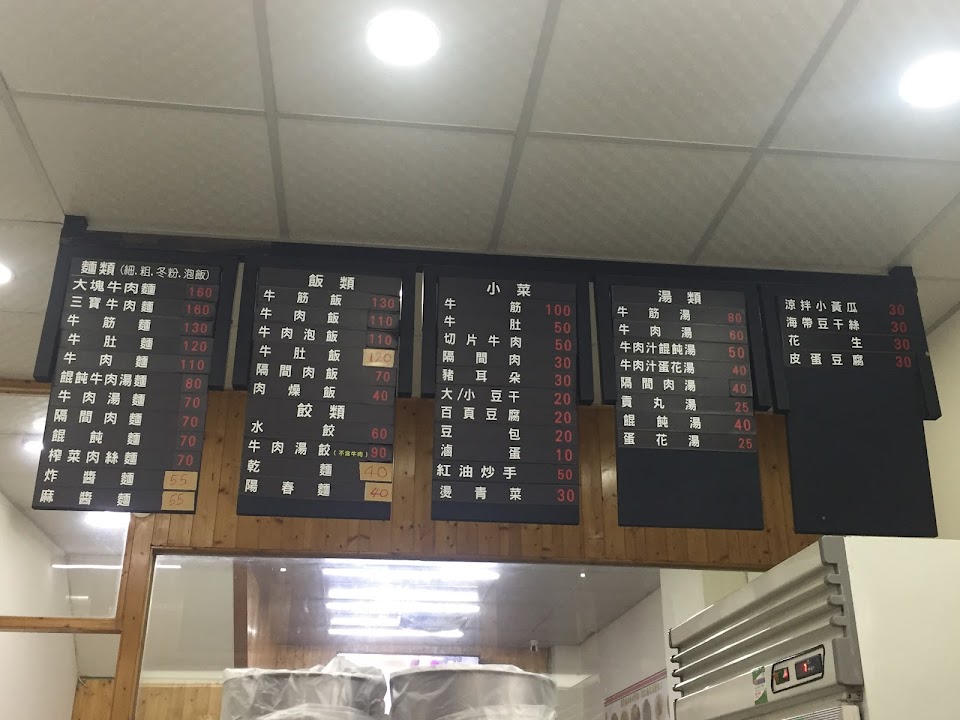 麵類(細.粗.冬粉.泡飯)
大塊牛肉麵 160
三寶牛肉麵 160
牛筋麵 130
牛肚麵 120
牛肉麵 110
餛飩牛肉湯麵 80
牛肉湯麵 70
隔間肉麵 70
餛飩麵 70
榨菜肉絲麵 70
炸醬麵 55
麻醬麵 55
飯類
牛筋飯 130
牛肉飯 110
牛肉泡飯 110
牛肚飯 120
隔間肉飯 70
肉燥飯 40
餃類
水餃 60
牛肉湯餃(不含牛肉) 90
乾麵 40
陽春麵 40
小菜
牛筋 100
牛肚 50
切片牛肉 50
隔間肉 30
豬耳朵 30
大/小豆干 20
百頁豆腐 20
豆包 20
滷蛋 10
紅油炒手 50
燙青菜 30
湯類
牛筋湯 80
牛肉湯 60
牛肉汁餛飩湯 50
牛肉汁蛋花湯 40
隔間肉湯 40
貢丸湯 25
餛飩湯 40
蛋花湯 25
涼拌小黃瓜 30
海帶豆干絲 30
花生 30
皮蛋豆腐 30